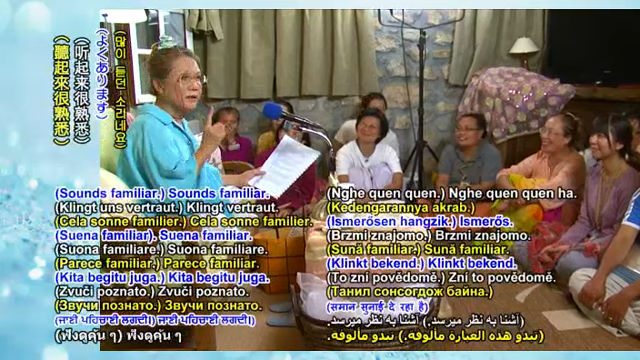 (많이 듣던 소리네요)
(よくあります)
(听起来很熟悉)
(聽起來很熟悉)
(Sounds familiar.) Sounds familiar.
(Klingt uns vertraut.) Klingt vertraut.
(Cela sonne familier.) Cela sonne familier.
(Suena familiar). Suena familiar.
(Suona familiare.) Suona familiare.
(Parece familiar.) Parece familiar.
(Kita begitu juga.) Kita begitu juga.
(Zvuči poznato.) Zvuči poznato.
(Звучи познато.) Звучи познато.
(ਜਾਣੀ ਪਹਿਚਾਣੀ ਲਗਦੀ।) ਜਾਣੀ ਪਹਿਚਾਣੀ ਲਗਦੀ।
(ฟังดูคุ้น ๆ) ฟังดูคุ้น ๆ
(Nghe quen quen.) Nghe quen quen ha.
(Kedengarannya akrab.)
(Ismerősen hangzik.) Ismerős.
(Brzmi znajomo.) Brzmi znajomo.
(Sună familiar.) Sună familiar.
(Klinkt bekend.) Klinkt bekend.
(To zní povědomě.) Zní to povědomě.
(Танил сонсогдож байна.)
(समान सुनाई दे रहा है)
(آشنا به نظر میرسد.) آشنا به نظر میرسد.
(تبدو هذه العبارة مألوفة.) تبدو مألوفة.